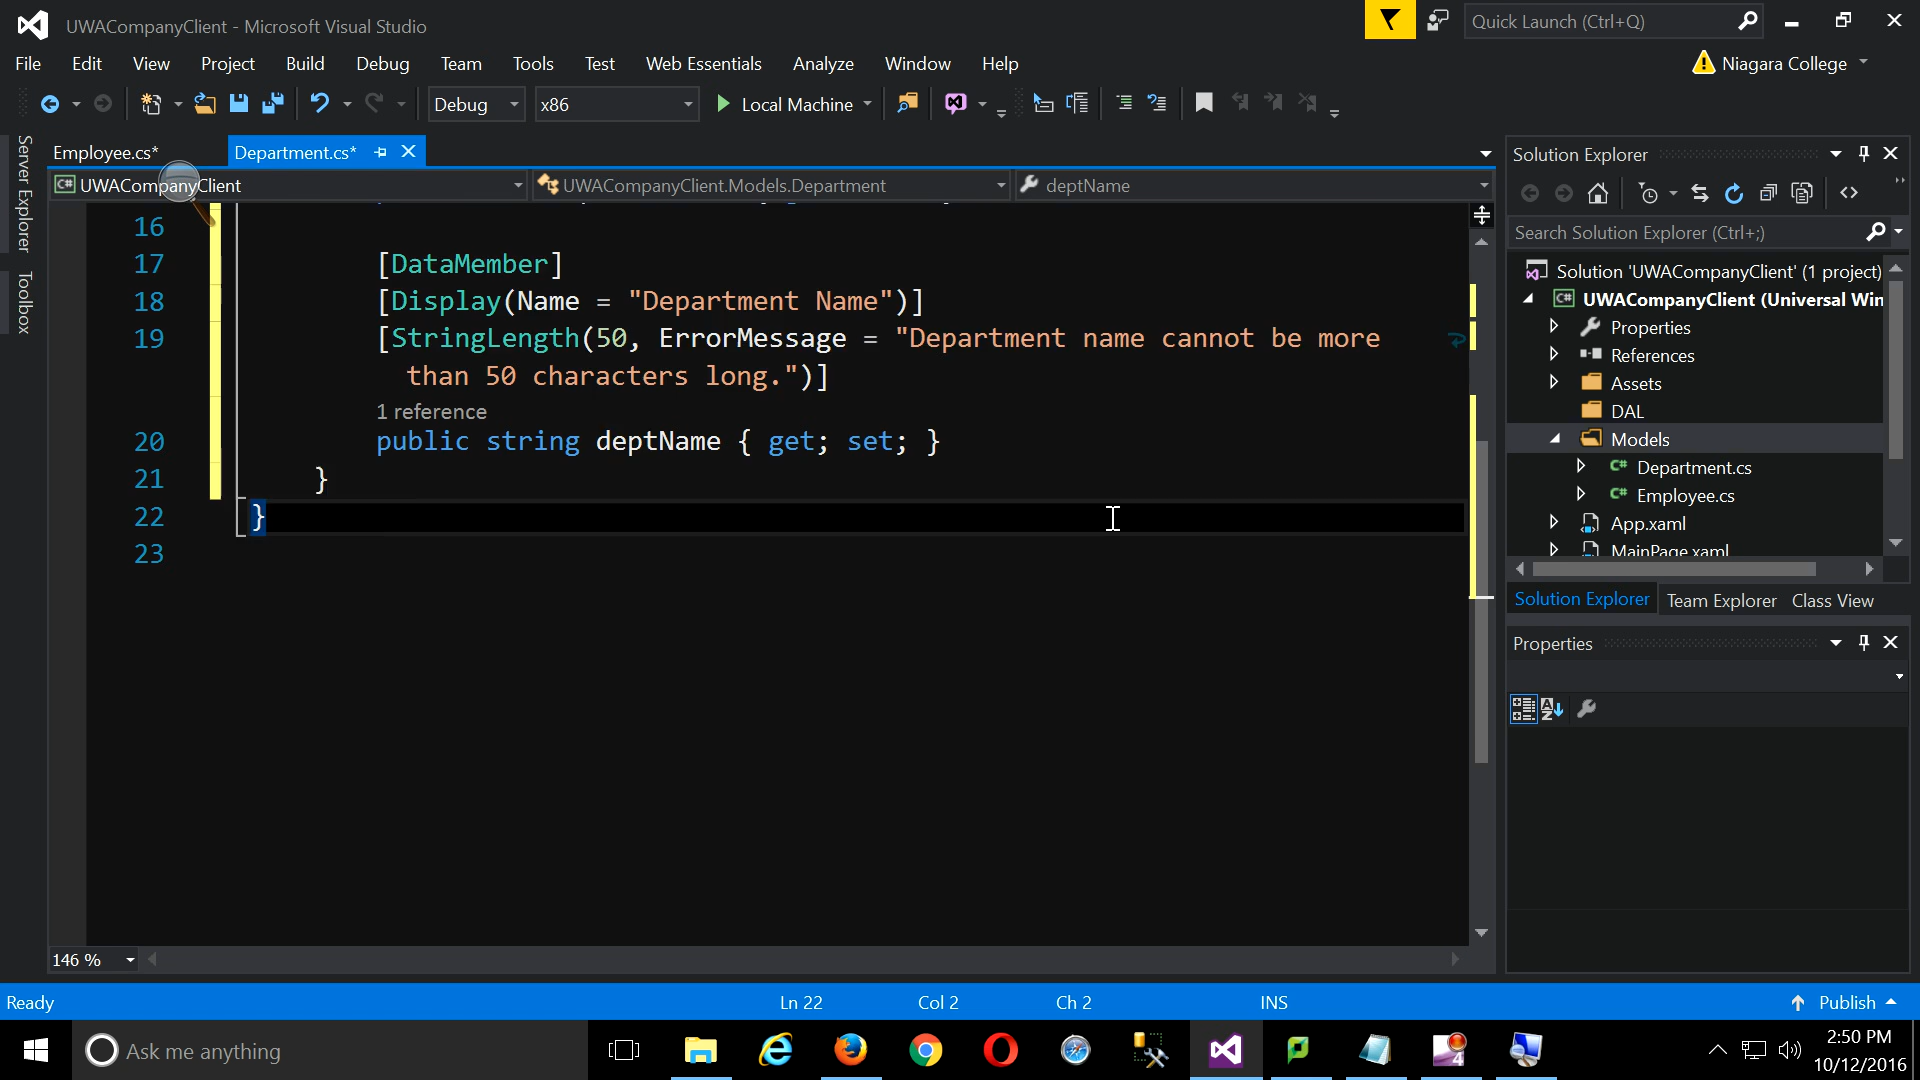 UWACompanyClient - Microsoft Visual Studio
Quick Launch (Ctrl+Q)
File Edit View Project Build Debug Team Tools Test Web Essentials Analyze Window Help
Niagara College
Debug x86 Local Machine
Server Explorer
Toolbox
Employee.cs* Department.cs*
UWACompanyClient UWACompanyClient.Models.Department deptName
16
17 [DataMember]
18 [Display(Name = "Department Name")]
19 [StringLength(50, ErrorMessage = "Department name cannot be more
than 50 characters long.")]
1 reference
20 public string deptName { get; set; }
21 }
22 }
23
146 %
Solution Explorer
Search Solution Explorer (Ctrl+;)
Solution 'UWACompanyClient' (1 project)
UWACompanyClient (Universal Win
Properties
References
Assets
DAL
Models
Department.cs
Employee.cs
App.xaml
MainPage.xaml
Solution Explorer Team Explorer Class View
Properties
Ready Ln 22 Col 2 Ch 2 INS Publish
Ask me anything
4
2:50 PM
10/12/2016